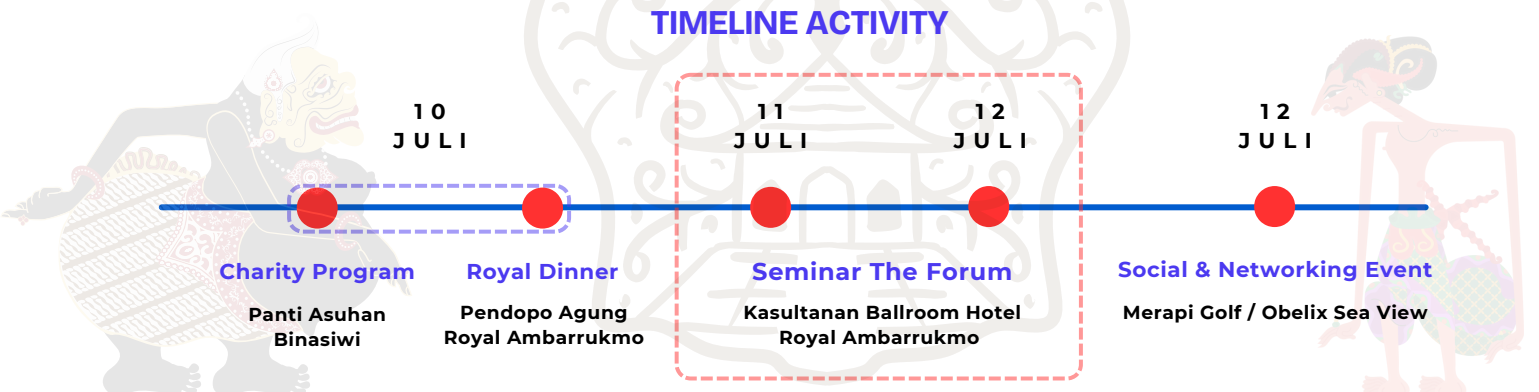 TIMELINE ACTIVITY
10
JULI
11
JULI
12
JULI
12
JULI
Charity Program
Panti Asuhan
Binasiwi
Royal Dinner
Pendopo Agung
Royal Ambarrukmo
Seminar The Forum
Kasultanan Ballroom Hotel
Royal Ambarrukmo
Social & Networking Event
Merapi Golf / Obelix Sea View